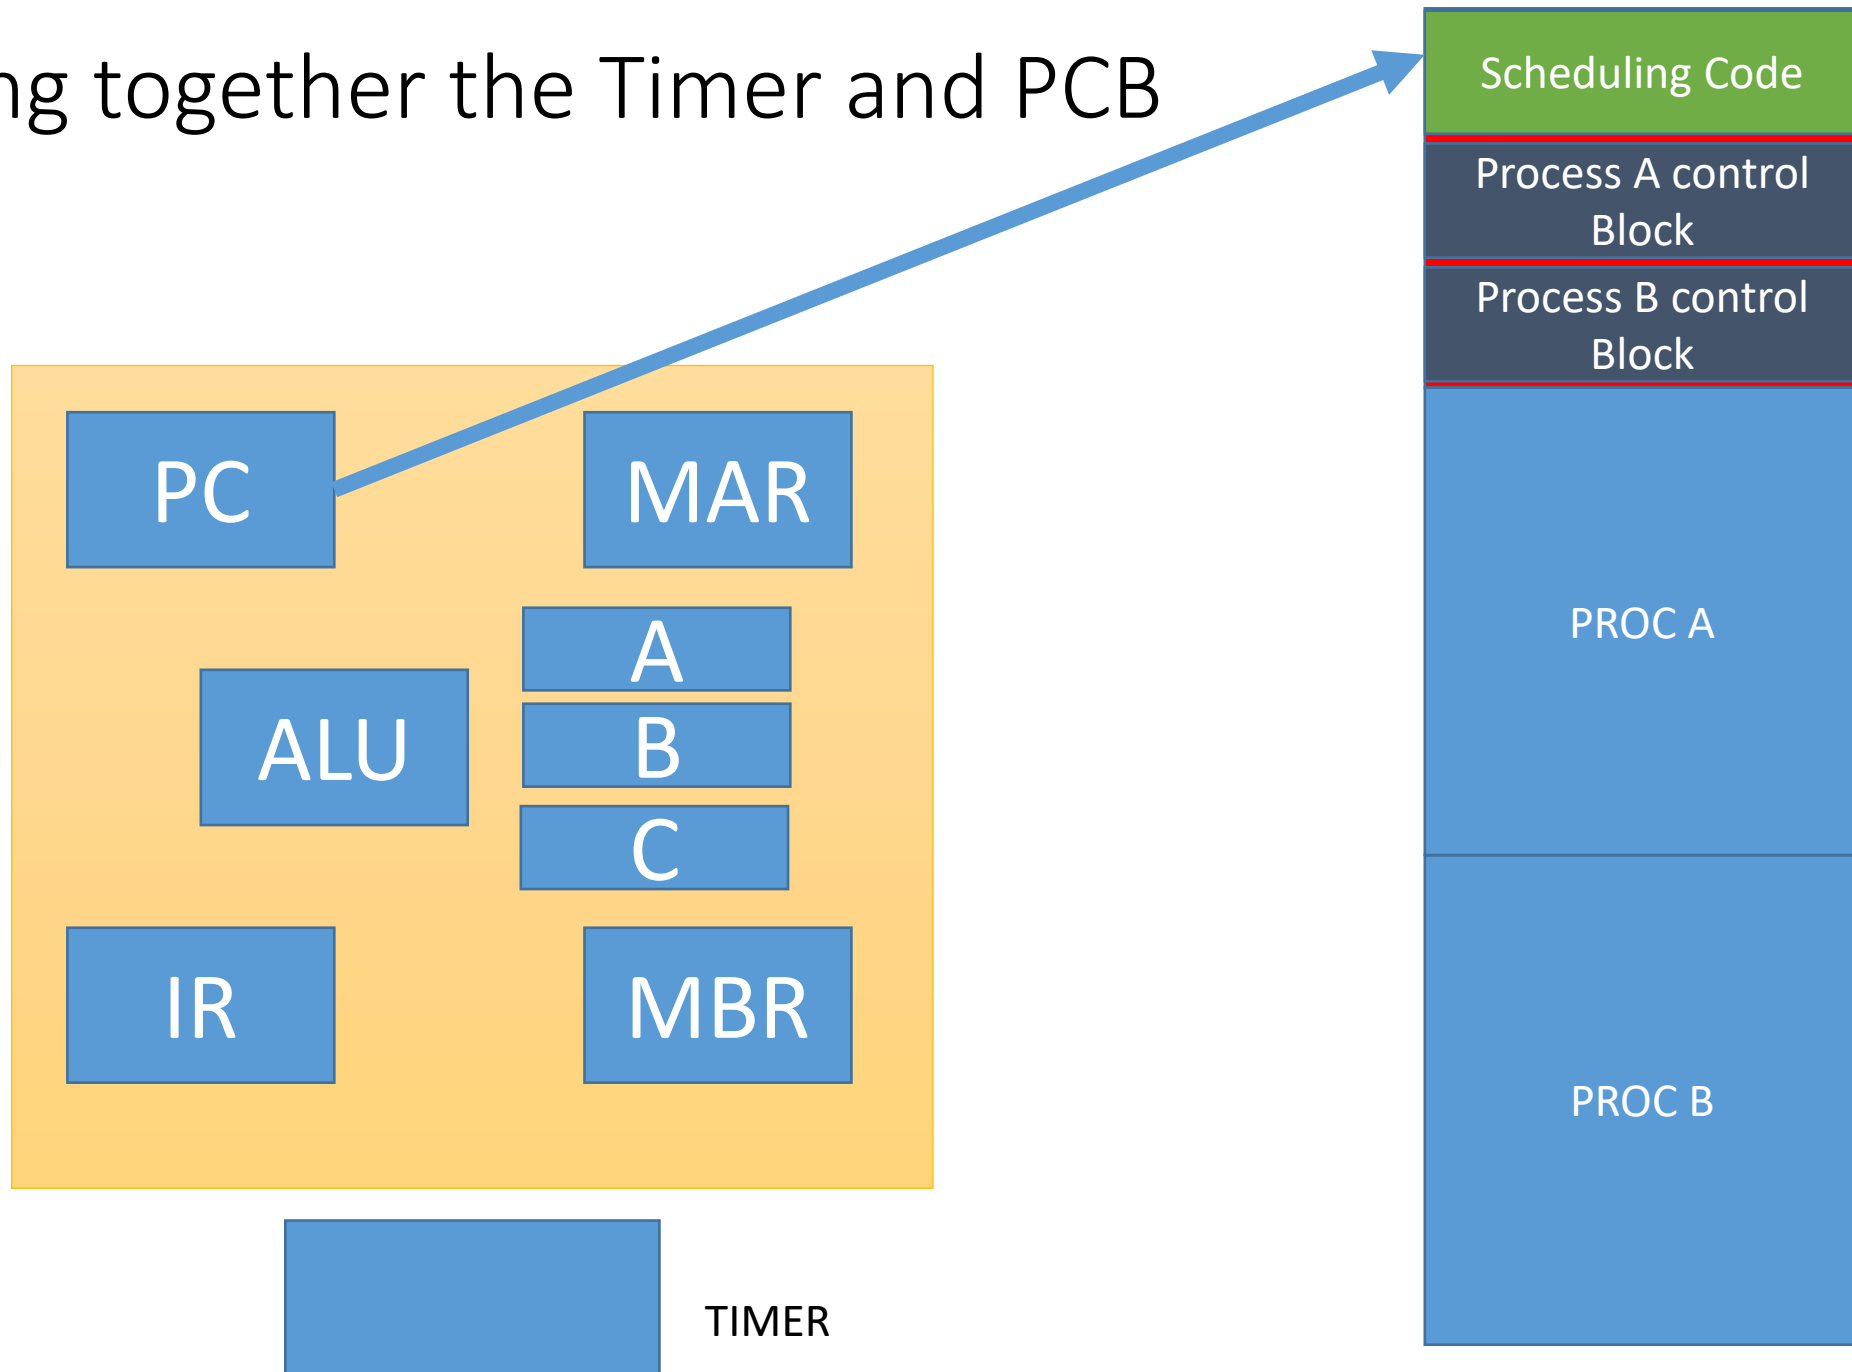 ng together the Timer and PCB
Scheduling Code
Process A control
Block
Process B control
Block
PC
MAR
A
PROC A
B
ALU
C
IR
MBR
PROC B
TIMER